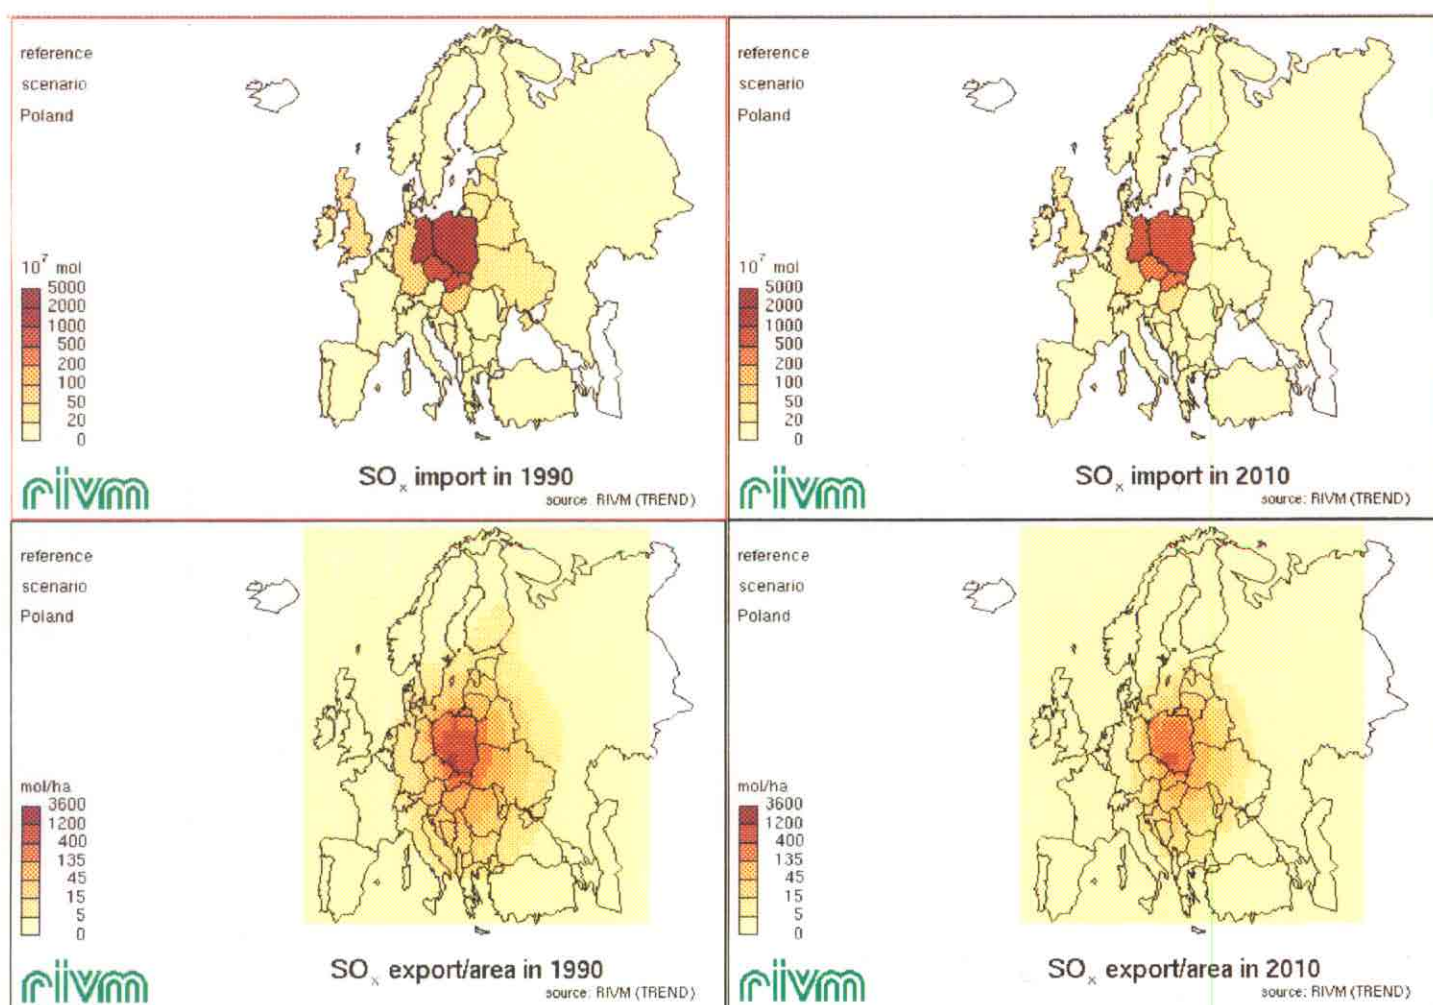 reference
scenario
Poland
10⁷ mol
5000
2000
1000
500
200
100
50
20
0
rivm
SOₓ import in 1990
source: RIVM (TREND)
reference
scenario
Poland
10⁷ mol
5000
2000
1000
500
200
100
50
20
0
rivm
SOₓ import in 2010
source: RIVM (TREND)
reference
scenario
Poland
mol/ha
3600
1200
400
135
45
15
5
0
rivm
SOₓ export/area in 1990
source: RIVM (TREND)
reference
scenario
Poland
mol/ha
3600
1200
400
135
45
15
5
0
rivm
SOₓ export/area in 2010
source: RIVM (TREND)